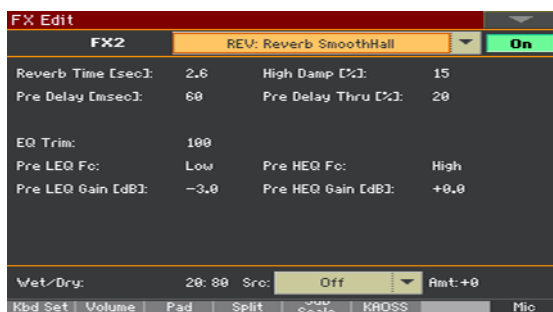 FX Edit
FX2 REV: Reverb SmoothHall On
Reverb Time [sec]: 2.6 High Damp [%]: 15
Pre Delay [msec]: 60 Pre Delay Thru [%]: 20
EQ Trim: 100
Pre LEQ Fc: Low Pre HEQ Fc: High
Pre LEQ Gain [dB]: -3.0 Pre HEQ Gain [dB]: +0.0
Wet/Dry: 20:80 Src: Off Amt:+0
Kbd Set Volume Pad Split Sub Scale KAOSS Mic